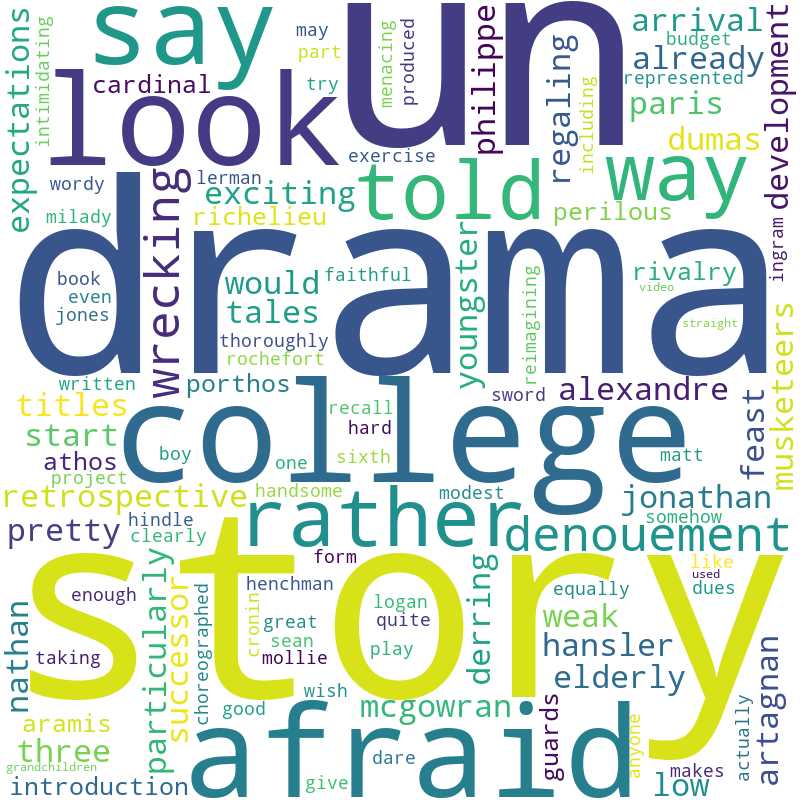 say
un
look
drama
story
college
afraid
told
way
rather
denouement
wrecking
expectations
intimidating
cardinal
may
part
try
menacing
produced
philippe
regaling
including
arrival
already
budget
represented
paris
dumas
development
exercise
wordy
lerman
exciting
milady
richelieu
perilous
ingram
book
even
jones
would
tales
faithful
youngster
reimagining
rivalry
video
straight
thoroughly
rochefort
written
porthos
sword
alexandre
musketeers
titles
start
recall
hard
feast
athos
boy
one
sixth
matt
project
retrospective
handsome
modest
jonathan
somehow
pretty
hindle
clearly
form
like
used
enough
particularly
successor
choreographed
henchman
great
sean
cronin
mollie
logan
quite
play
derring
equally
dues
weak
hansler
nathan
taking
elderly
artagnan
wish
good
mcgowran
aramis
three
dare
guards
anyone
actually
makes
grandchildren
introduction
give
low